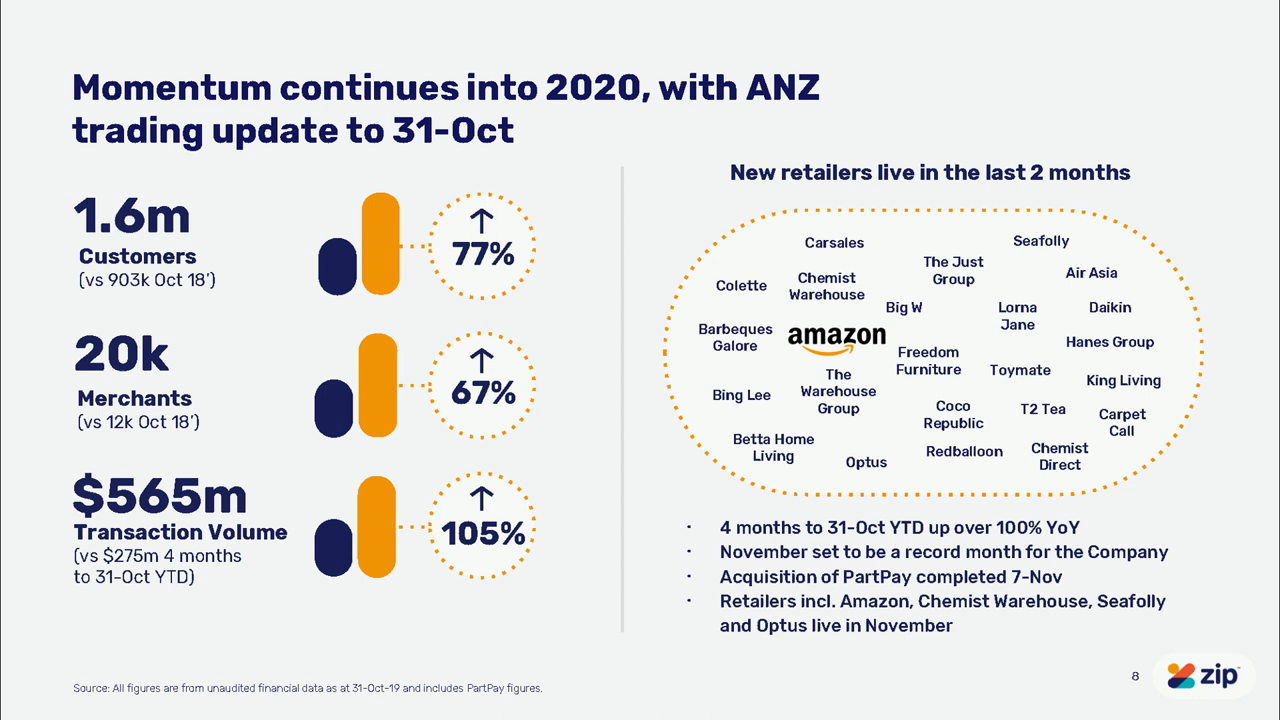 Momentum continues into 2020, with ANZ
trading update to 31-Oct
1.6m
Customers
(vs 903k Oct 18’)
↑
77%
20k
Merchants
(vs 12k Oct 18’)
↑
67%
$565m
Transaction Volume
(vs $275m 4 months
to 31-Oct YTD)
↑
105%
New retailers live in the last 2 months
Carsales
Seafolly
The Just
Group
Air Asia
Colette
Chemist
Warehouse
Big W
Lorna
Jane
Daikin
Barbeques
Galore
amazon
Hanes Group
Freedom
Furniture
Toymate
King Living
Bing Lee
The
Warehouse
Group
Coco
Republic
T2 Tea
Carpet
Call
Betta Home
Living
Optus
Redballoon
Chemist
Direct
· 4 months to 31-Oct YTD up over 100% YoY
· November set to be a record month for the Company
· Acquisition of PartPay completed 7-Nov
· Retailers incl. Amazon, Chemist Warehouse, Seafolly
and Optus live in November
Source: All figures are from unaudited financial data as at 31-Oct-19 and includes PartPay figures.
8
zip